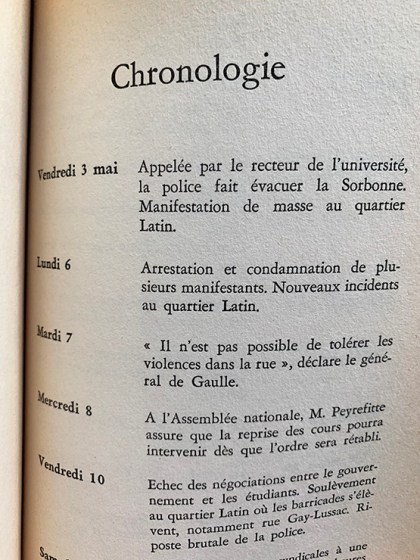 Chronologie
Vendredi 3 mai Appelée par le recteur de l'université,
la police fait évacuer la Sorbonne.
Manifestation de masse au quartier
Latin.
Lundi 6 Arrestation et condamnation de plu-
sieurs manifestants. Nouveaux incidents
au quartier Latin.
Mardi 7 « Il n'est pas possible de tolérer les
violences dans la rue », déclare le géné-
ral de Gaulle.
Mercredi 8 A l'Assemblée nationale, M. Peyrefitte
assure que la reprise des cours pourra
intervenir dès que l'ordre sera rétabli.
Vendredi 10 Echec des négociations entre le gouver-
nement et les étudiants. Soulèvement
au quartier Latin où les barricades s'élè-
vent, notamment rue Gay-Lussac. Ri-
poste brutale de la police.
à une